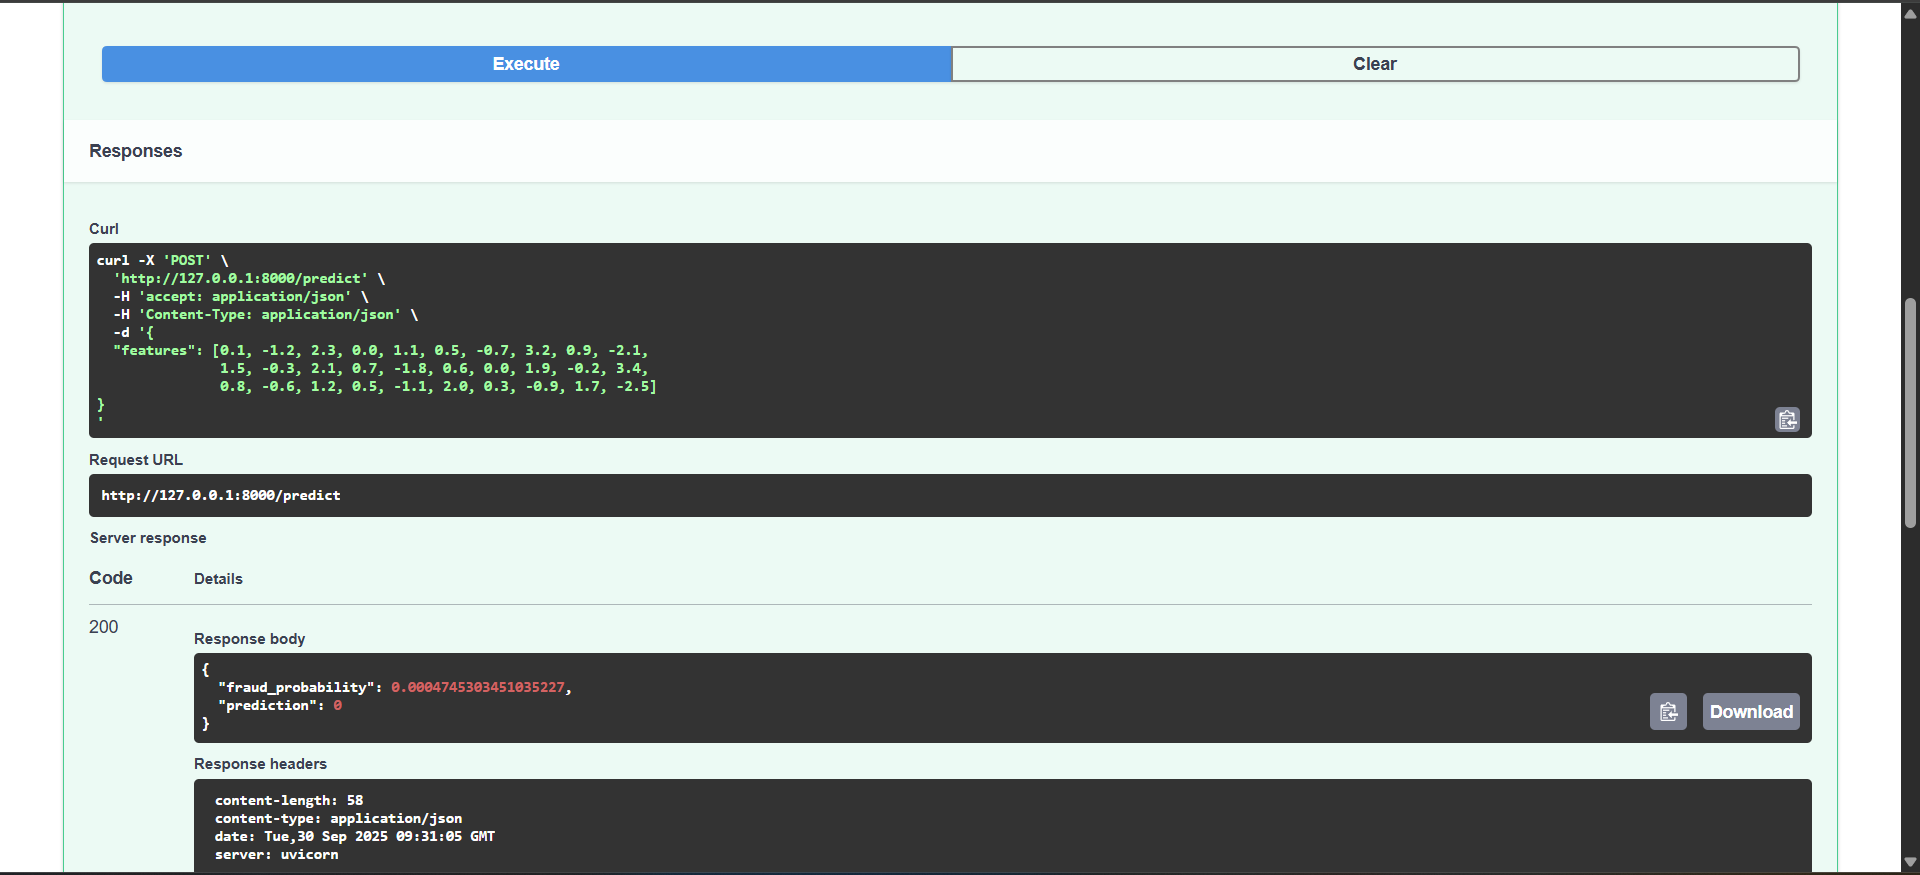 Execute
Clear
Responses
Curl
curl -X 'POST' \
  'http://127.0.0.1:8000/predict' \
  -H 'accept: application/json' \
  -H 'Content-Type: application/json' \
  -d '{
  "features": [0.1, -1.2, 2.3, 0.0, 1.1, 0.5, -0.7, 3.2, 0.9, -2.1,
               1.5, -0.3, 2.1, 0.7, -1.8, 0.6, 0.0, 1.9, -0.2, 3.4,
               0.8, -0.6, 1.2, 0.5, -1.1, 2.0, 0.3, -0.9, 1.7, -2.5]
}
'
Request URL
http://127.0.0.1:8000/predict
Server response
Code
Details
200
Response body
{
  "fraud_probability": 0.0004745303451035227,
  "prediction": 0
}
Download
Response headers
content-length: 58
content-type: application/json
date: Tue,30 Sep 2025 09:31:05 GMT
server: uvicorn